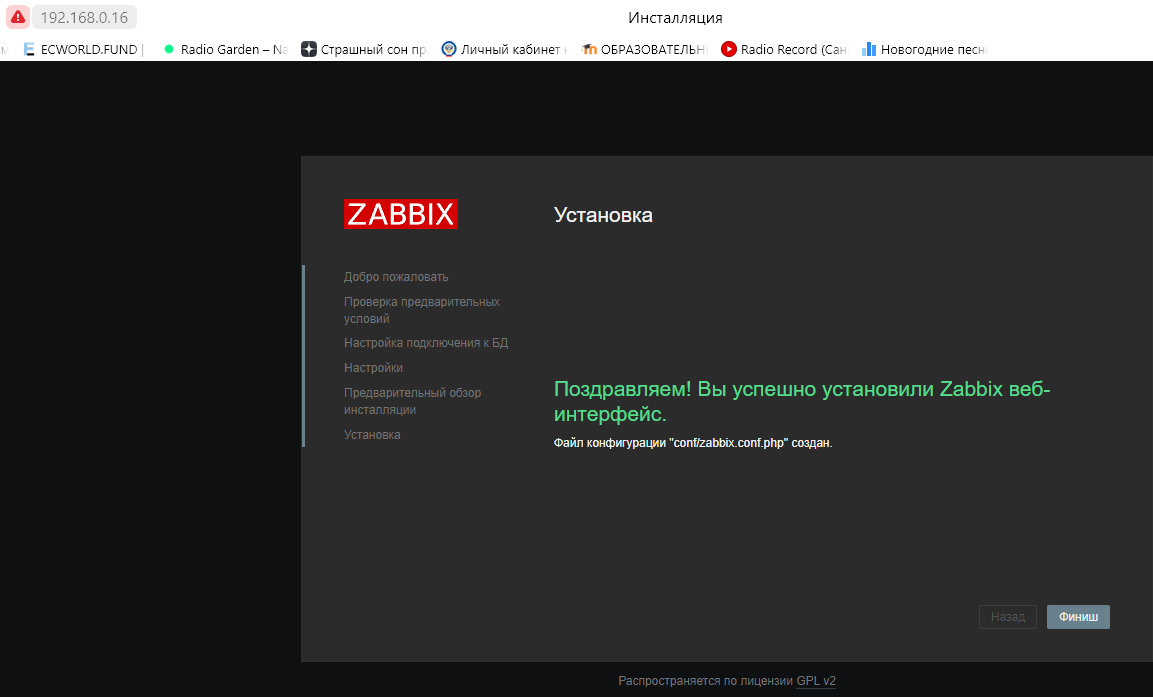 192.168.0.16 Инсталляция
ECWORLD.FUND | Radio Garden – Na Страшный сон пр Личный кабинет ОБРАЗОВАТЕЛЬН Radio Record (Сан Новогодние песн
ZABBIX
Установка
Добро пожаловать
Проверка предварительных
условий
Настройка подключения к БД
Настройки
Предварительный обзор
инсталляции
Установка
Поздравляем! Вы успешно установили Zabbix веб-
интерфейс.
Файл конфигурации "conf/zabbix.conf.php" создан.
Назад Финиш
Распространяется по лицензии GPL v2